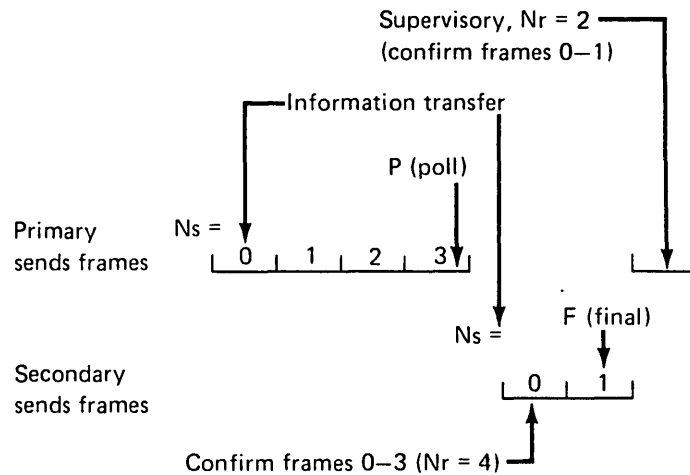 Supervisory, Nr = 2
(confirm frames 0–1)
Information transfer
P (poll)
Primary
sends frames
Ns =
0 1 2 3
F (final)
Ns =
Secondary
sends frames
0 1
Confirm frames 0–3 (Nr = 4)